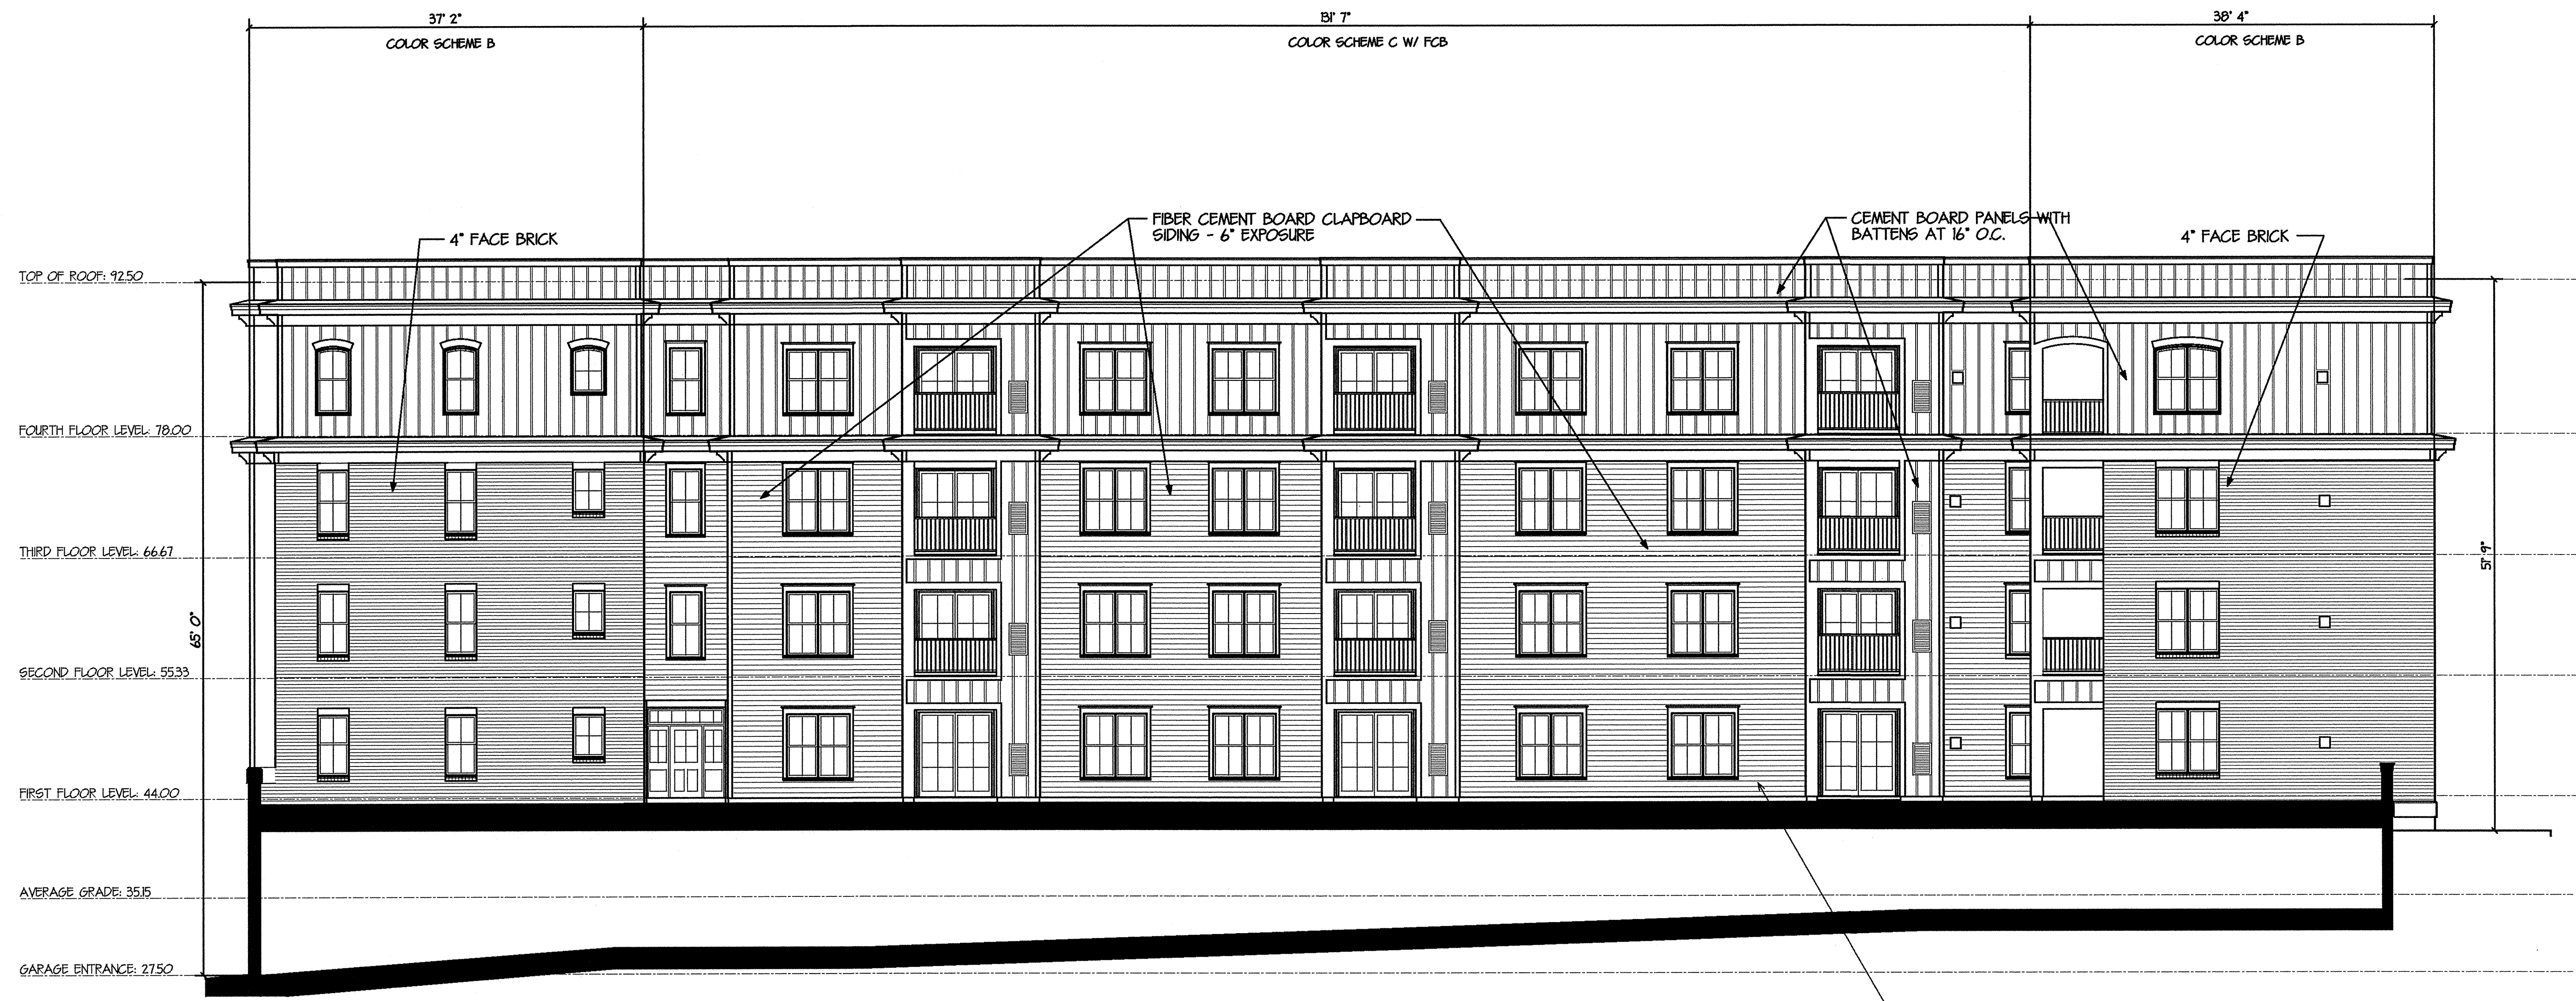 37' 2"
131' 7"
38' 4"
COLOR SCHEME B
COLOR SCHEME C W/ FCB
COLOR SCHEME B
4" FACE BRICK
FIBER CEMENT BOARD CLAPBOARD
SIDING - 6" EXPOSURE
CEMENT BOARD PANELS WITH
BATTENS AT 16" O.C.
4" FACE BRICK
TOP OF ROOF: 92.50
FOURTH FLOOR LEVEL: 78.00
THIRD FLOOR LEVEL: 66.67
51' 9"
65' 0"
SECOND FLOOR LEVEL: 55.33
FIRST FLOOR LEVEL: 44.00
AVERAGE GRADE: 35.15
GARAGE ENTRANCE: 27.50